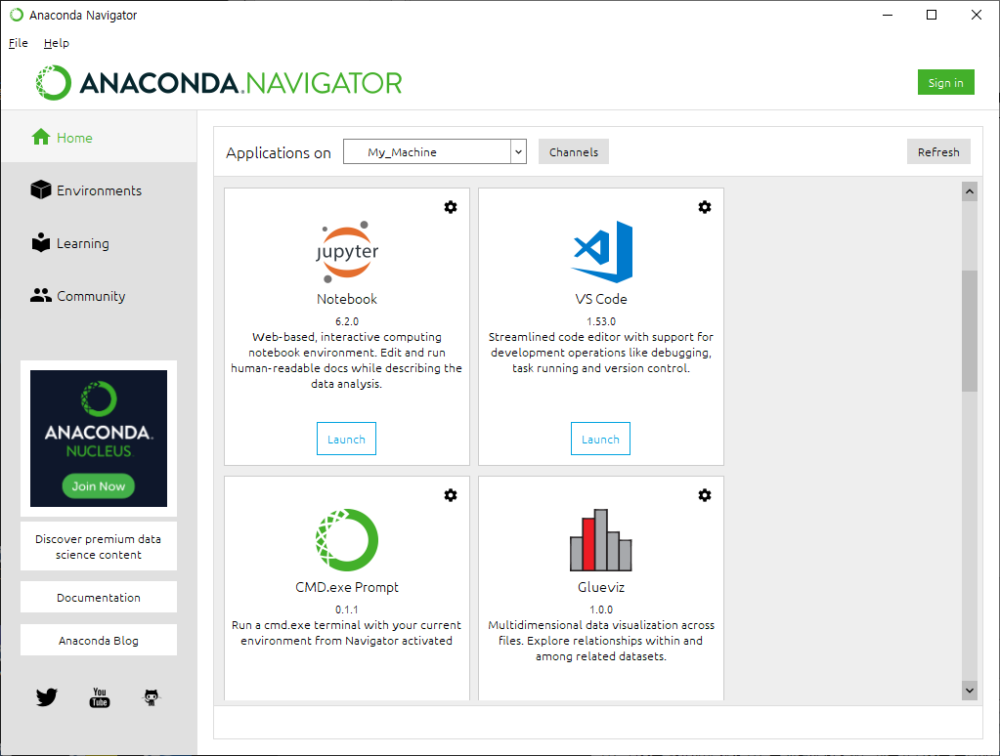 Anaconda Navigator
File Help
ANACONDA.NAVIGATOR
Sign in
Home
Environments
Learning
Community
ANACONDA.
NUCLEUS
Join Now
Discover premium data
science content
Documentation
Anaconda Blog
You
Tube
Applications on My_Machine Channels Refresh
jupyter
Notebook
6.2.0
Web-based, interactive computing
notebook environment. Edit and run
human-readable docs while describing the
data analysis.
Launch
VS Code
1.53.0
Streamlined code editor with support for
development operations like debugging,
task running and version control.
Launch
CMD.exe Prompt
0.1.1
Run a cmd.exe terminal with your current
environment from Navigator activated
Glueviz
1.0.0
Multidimensional data visualization across
files. Explore relationships within and
among related datasets.